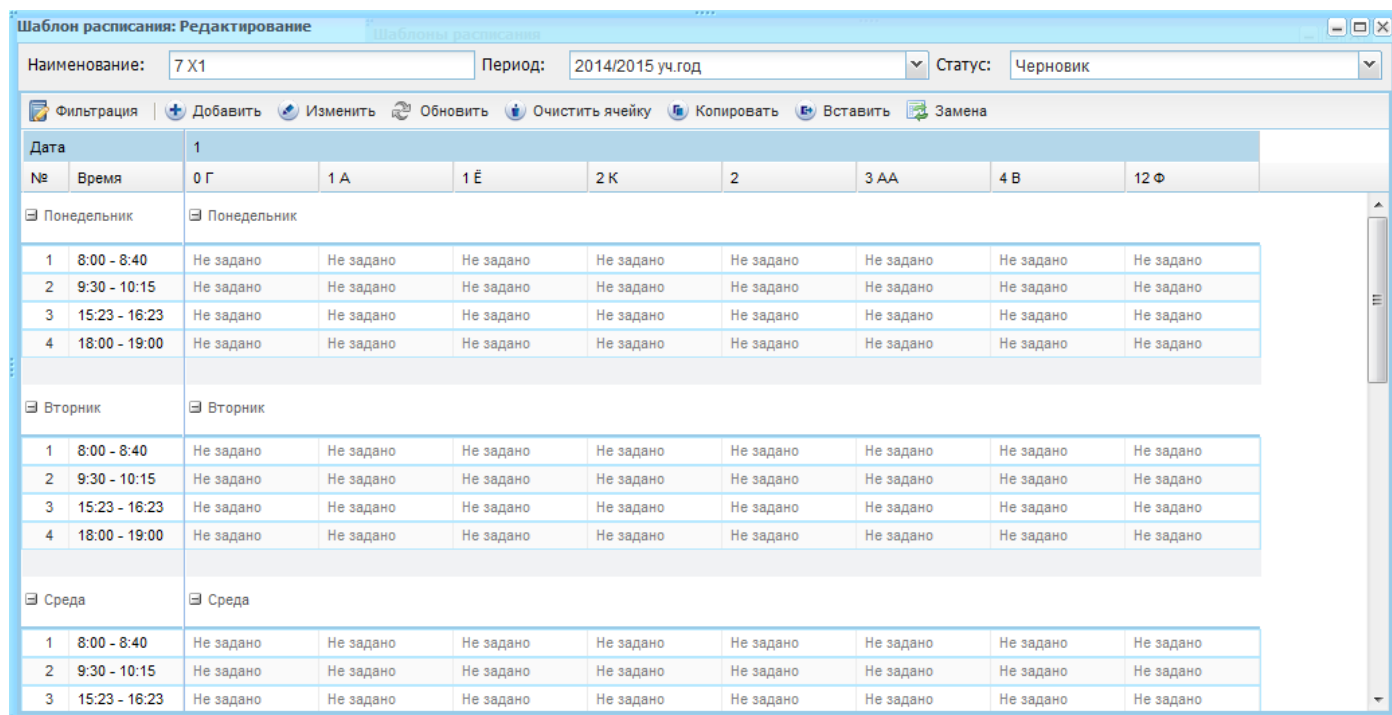 Шаблон расписания: Редактирование
Шаблоны расписания
Наименование: 7 X1 Период: 2014/2015 уч.год Статус: Черновик
Фильтрация Добавить Изменить Обновить Очистить ячейку Копировать Вставить Замена
Дата 1
№ Время 0 Г 1 А 1 Ё 2 К 2 3 АА 4 В 12 Ф
Понедельник Понедельник
1 8:00 - 8:40 Не задано Не задано Не задано Не задано Не задано Не задано Не задано Не задано
2 9:30 - 10:15 Не задано Не задано Не задано Не задано Не задано Не задано Не задано Не задано
3 15:23 - 16:23 Не задано Не задано Не задано Не задано Не задано Не задано Не задано Не задано
4 18:00 - 19:00 Не задано Не задано Не задано Не задано Не задано Не задано Не задано Не задано
Вторник Вторник
1 8:00 - 8:40 Не задано Не задано Не задано Не задано Не задано Не задано Не задано Не задано
2 9:30 - 10:15 Не задано Не задано Не задано Не задано Не задано Не задано Не задано Не задано
3 15:23 - 16:23 Не задано Не задано Не задано Не задано Не задано Не задано Не задано Не задано
4 18:00 - 19:00 Не задано Не задано Не задано Не задано Не задано Не задано Не задано Не задано
Среда Среда
1 8:00 - 8:40 Не задано Не задано Не задано Не задано Не задано Не задано Не задано Не задано
2 9:30 - 10:15 Не задано Не задано Не задано Не задано Не задано Не задано Не задано Не задано
3 15:23 - 16:23 Не задано Не задано Не задано Не задано Не задано Не задано Не задано Не задано